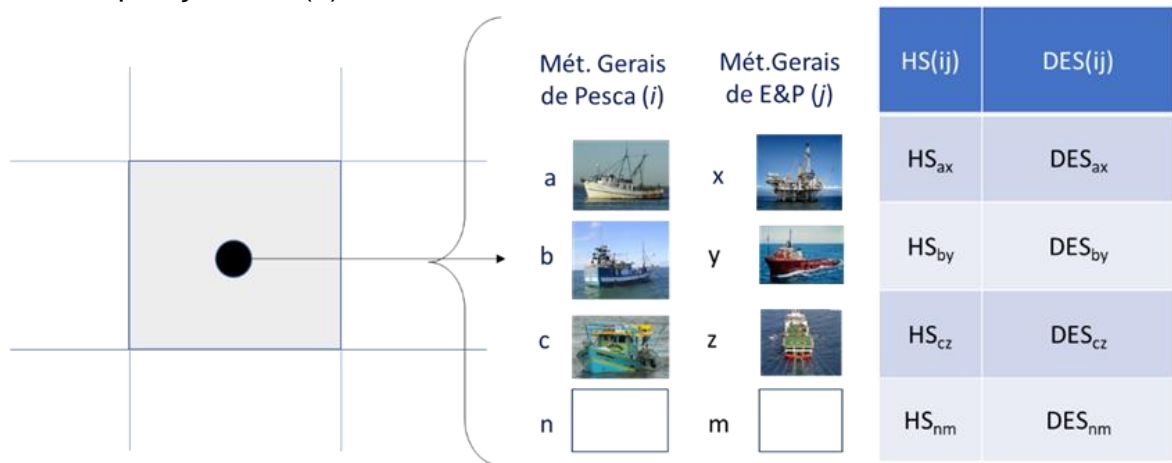 Mét. Gerais
de Pesca (i)
Mét.Gerais
de E&P (j)
HS(ij) DES(ij)
a x HSax DESax
b y HSby DESby
c z HScz DEScz
n m HSnm DESnm